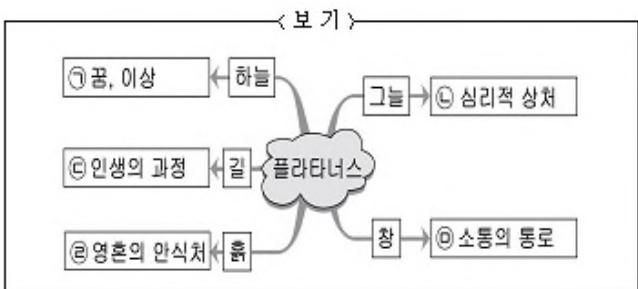 < 보 기 >
㉠ 꿈, 이상
하늘
그늘
㉡ 심리적 상처
㉢ 인생의 과정
길
플라타너스
㉣ 영혼의 안식처
흙
창
㉤ 소통의 통로